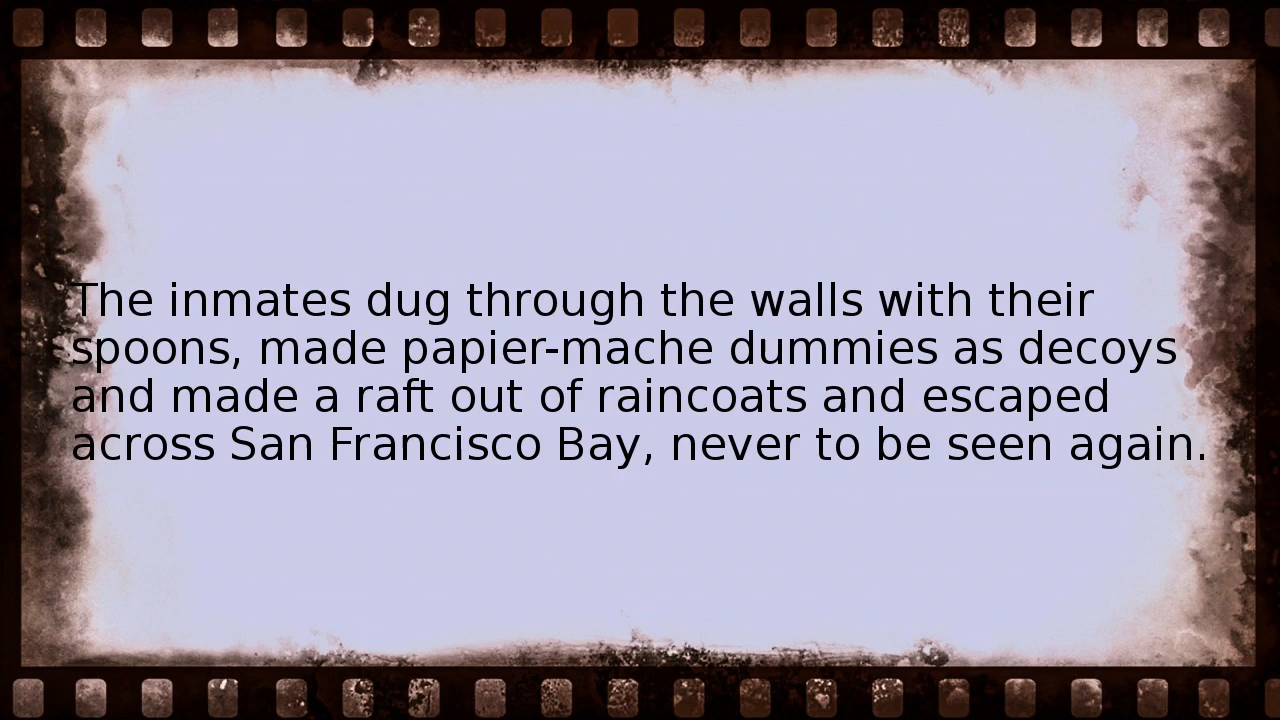 The inmates dug through the walls with their
spoons, made papier-mache dummies as decoys
and made a raft out of raincoats and escaped
across San Francisco Bay, never to be seen again.